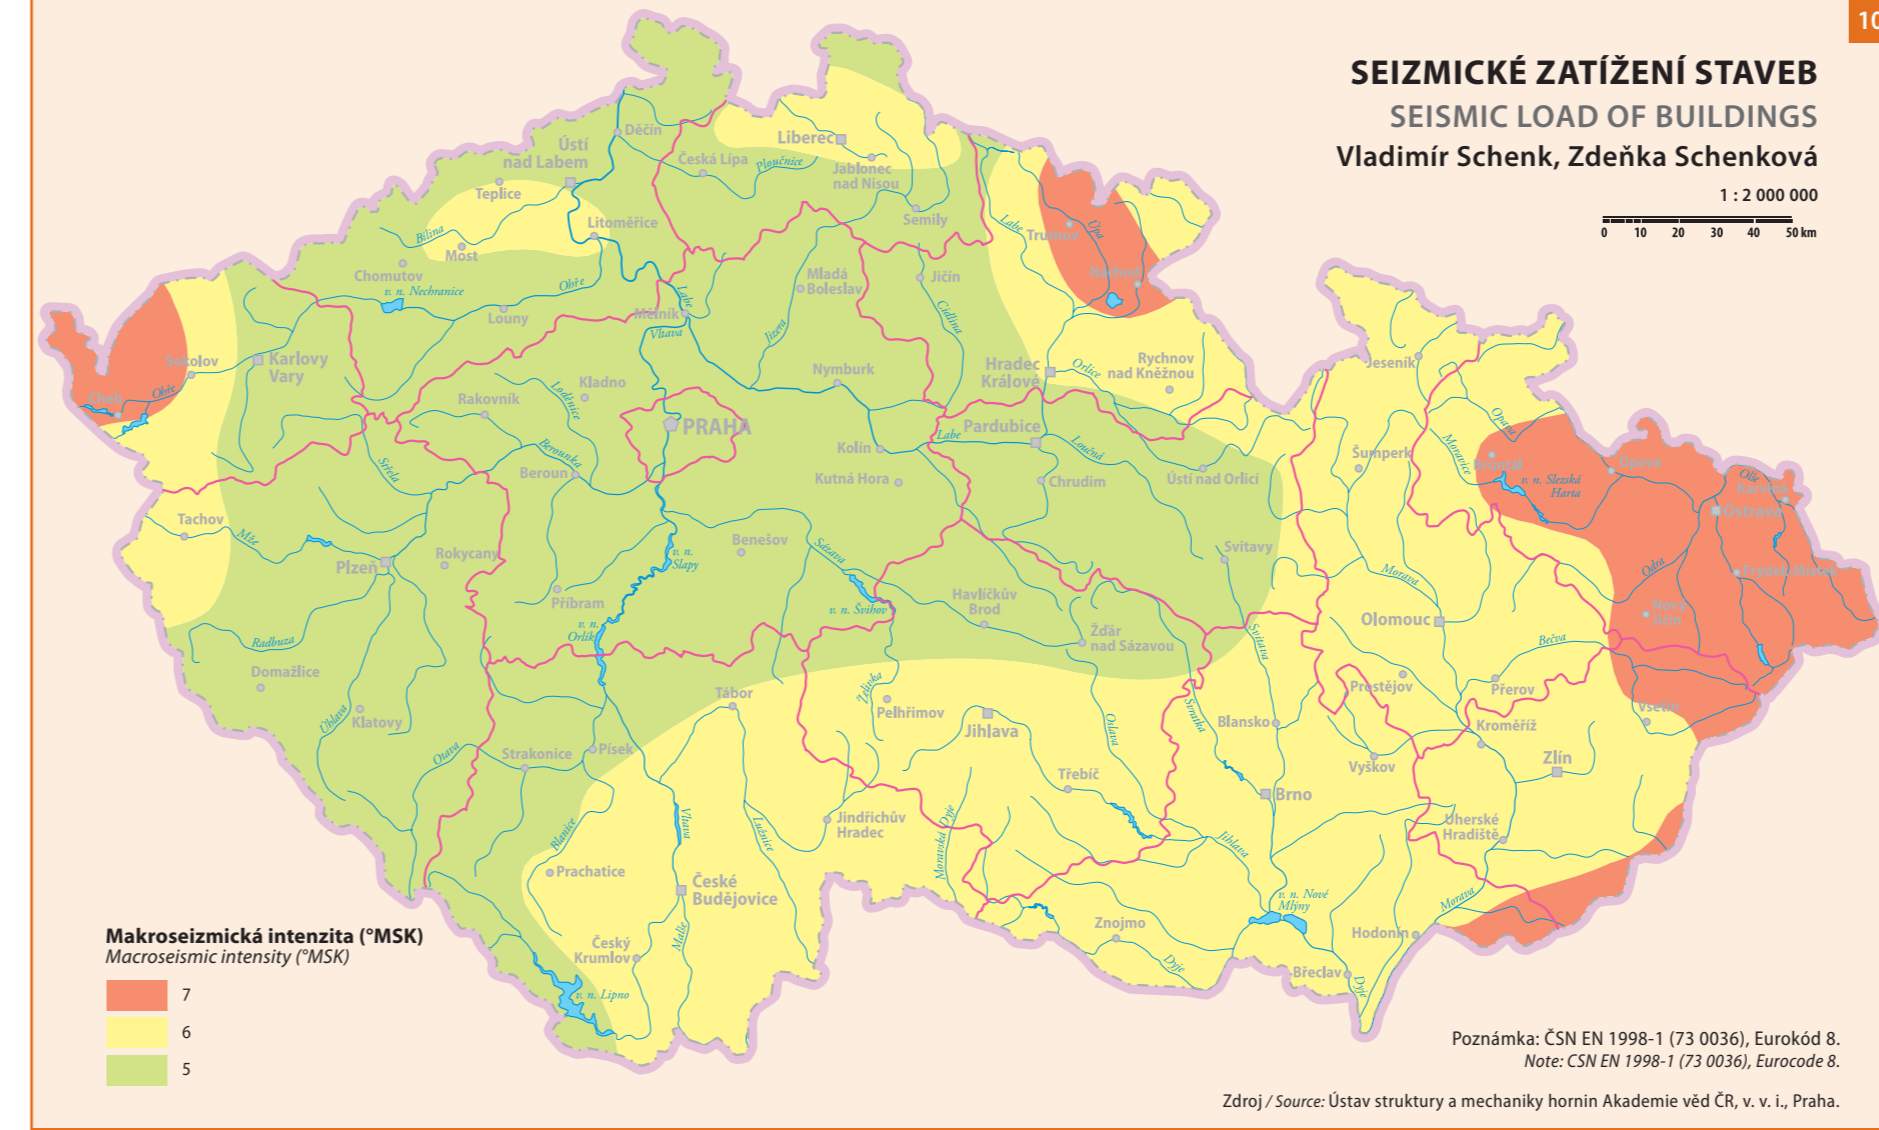 10
SEIZMICKÉ ZATÍŽENÍ STAVEB
SEISMIC LOAD OF BUILDINGS
Vladimír Schenk, Zdeňka Schenková
1 : 2 000 000
0 10 20 30 40 50 km
Děčín
Ústí
nad Labem
Teplice
Bílina
Most
Litoměřice
Chomutov
v. n. Nechranice
Ohře
Louny
Česká Lípa
Ploučnice
Liberec
Jablonec
nad Nisou
Semily
Labe
Trutnov
Úpa
Náchod
Mladá
Boleslav
Jičín
Cidlina
Mělník
Labe
Vltava
Jizera
Sokolov
Karlovy
Vary
Cheb
Ohře
Kladno
Loděnice
Rakovník
Nymburk
Hradec
Králové
Orlice
Rychnov
nad Kněžnou
Jeseník
PRAHA
Pardubice
Labe
Loučná
Kolín
Kutná Hora
Chrudim
Ústí nad Orlicí
Šumperk
Opava
Moravice
Bruntál
v. n. Slezská
Harta
Opava
Olše
Karviná
Ostrava
Střela
Berounka
Beroun
Tachov
Mže
Plzeň
Rokycany
Benešov
Sázava
v. n.
Slapy
Svitavy
Příbram
v. n.
Orlík
v. n. Švihov
Havlíčkův
Brod
Žďár
nad Sázavou
Svitava
Morava
Olomouc
Bečva
Odra
Frýdek-Místek
Nový
Jičín
Radbuza
Domažlice
Úhlava
Klatovy
Otava
Strakonice
Písek
Tábor
Želivka
Pelhřimov
Jihlava
Oslava
Svratka
Blansko
Prostějov
Přerov
Vsetín
Kroměříž
Vyškov
Zlín
Třebíč
Brno
Blanice
Vltava
Lužnice
Jindřichův
Hradec
Moravská Dyje
Jihlava
Uherské
Hradiště
Prachatice
České
Budějovice
Malše
Český
Krumlov
v. n. Lipno
Znojmo
Dyje
v. n. Nové
Mlýny
Hodonín
Morava
Břeclav
Dyje
Makroseizmická intenzita (°MSK)
Macroseismic intensity (°MSK)
7
6
5
Poznámka: ČSN EN 1998-1 (73 0036), Eurokód 8.
Note: CSN EN 1998-1 (73 0036), Eurocode 8.
Zdroj / Source: Ústav struktury a mechaniky hornin Akademie věd ČR, v. v. i., Praha.